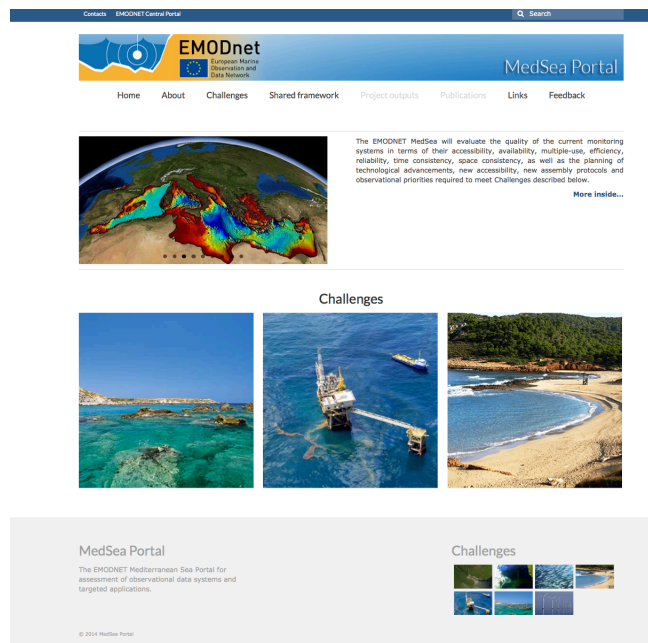 Contacts EMODNET Central Portal Search
EMODnet
European Marine
Observation and
Data Network
MedSea Portal
Home About Challenges Shared framework Project outputs Publications Links Feedback
The EMODNET MedSea will evaluate the quality of the current monitoring
systems in terms of their accessibility, availability, multiple-use, efficiency,
reliability, time consistency, space consistency, as well as the planning of
technological advancements, new accessibility, new assembly protocols and
observational priorities required to meet Challenges described below.
More inside...
Challenges
MedSea Portal
The EMODNET Mediterranean Sea Portal for
assessment of observational data systems and
targeted applications.
Challenges
© 2014 MedSea Portal